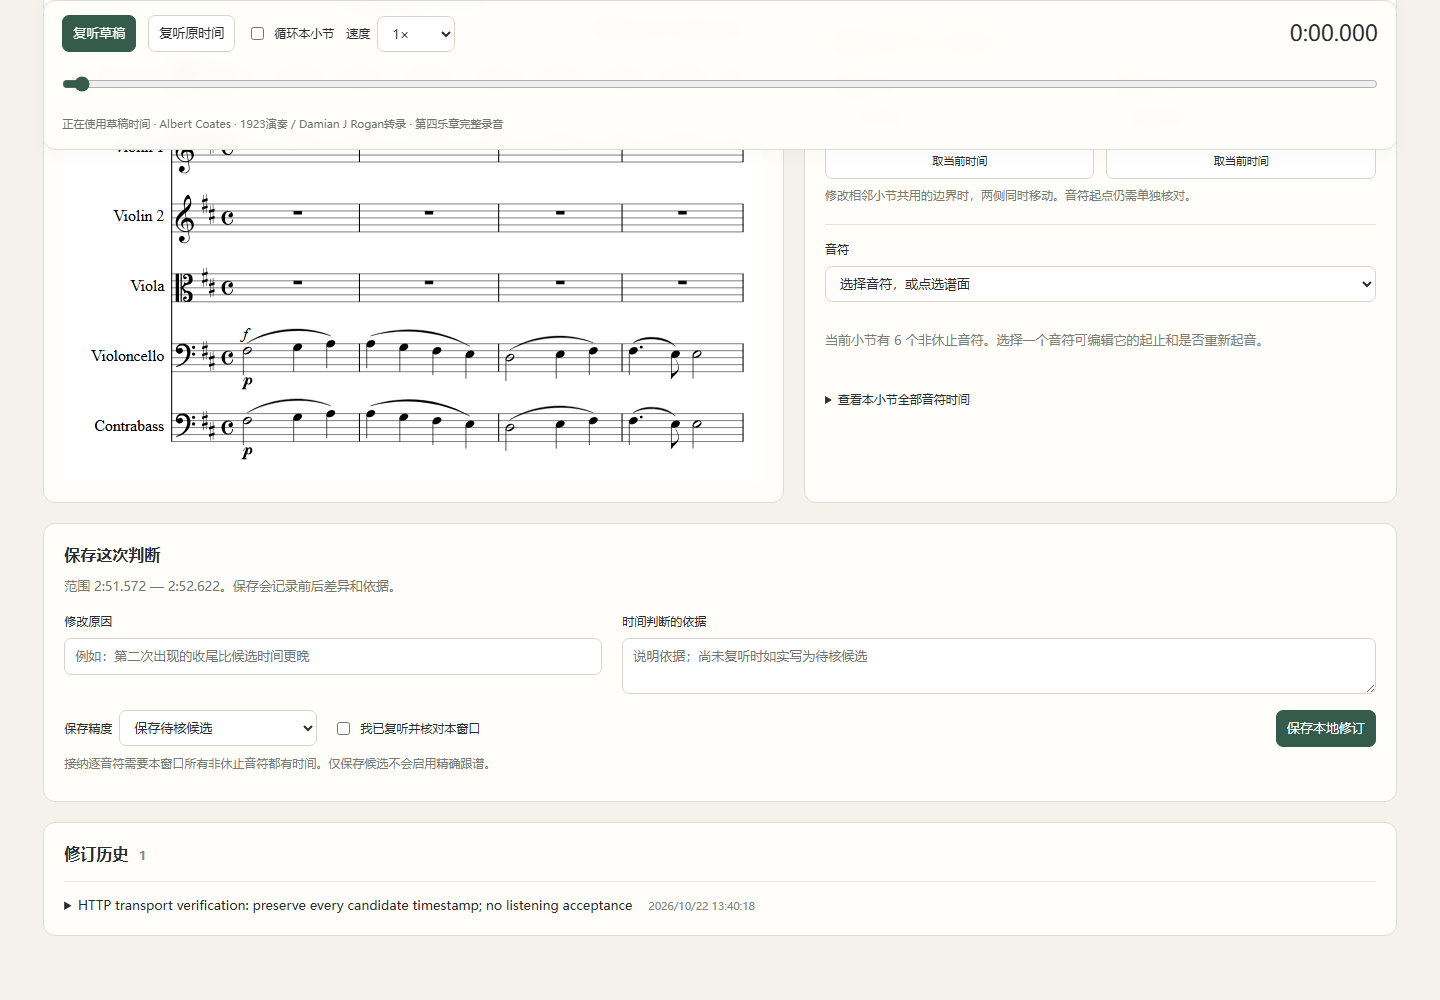 复听草稿 复听原时间 循环本小节 速度 1× 0:00.000
正在使用草稿时间 · Albert Coates · 1923演奏 / Damian J Rogan转录 · 第四乐章完整录音
Violin 2
Viola
f
Violoncello
p
Contrabass
p
取当前时间 取当前时间
修改相邻小节共用的边界时，两侧同时移动。音符起点仍需单独核对。
音符
选择音符，或点选谱面
当前小节有 6 个非休止音符。选择一个音符可编辑它的起止和是否重新起音。
查看本小节全部音符时间
保存这次判断
范围 2:51.572 — 2:52.622。保存会记录前后差异和依据。
修改原因
例如：第二次出现的收尾比候选时间更晚
时间判断的依据
说明依据；尚未复听时如实写为待核候选
保存精度 保存待核候选 我已复听并核对本窗口 保存本地修订
接纳逐音符需要本窗口所有非休止音符都有时间。仅保存候选不会启用精确跟谱。
修订历史 1
HTTP transport verification: preserve every candidate timestamp; no listening acceptance 2026/10/22 13:40:18